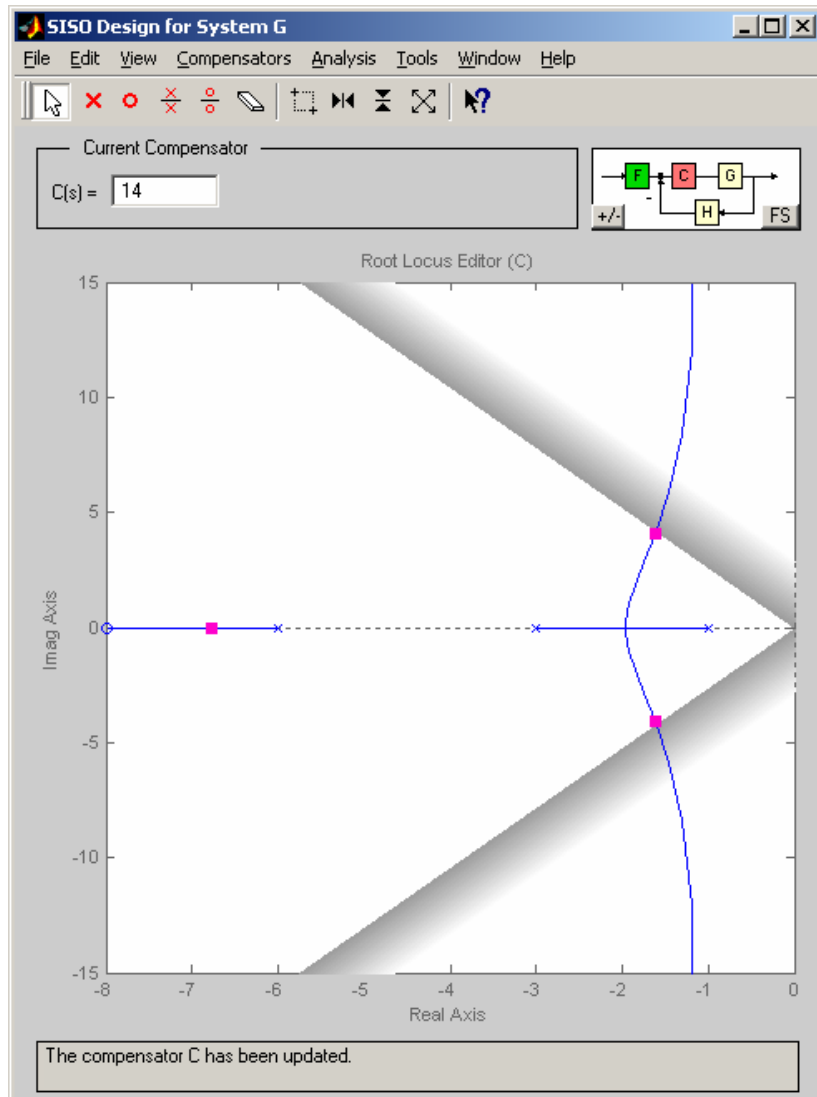 SISO Design for System G
File Edit View Compensators Analysis Tools Window Help
Current Compensator
C(s) = 14
F C G
- H
+/- FS
Root Locus Editor (C)
15
10
5
0
-5
-10
-15
Imag Axis
-8 -7 -6 -5 -4 -3 -2 -1 0
Real Axis
The compensator C has been updated.